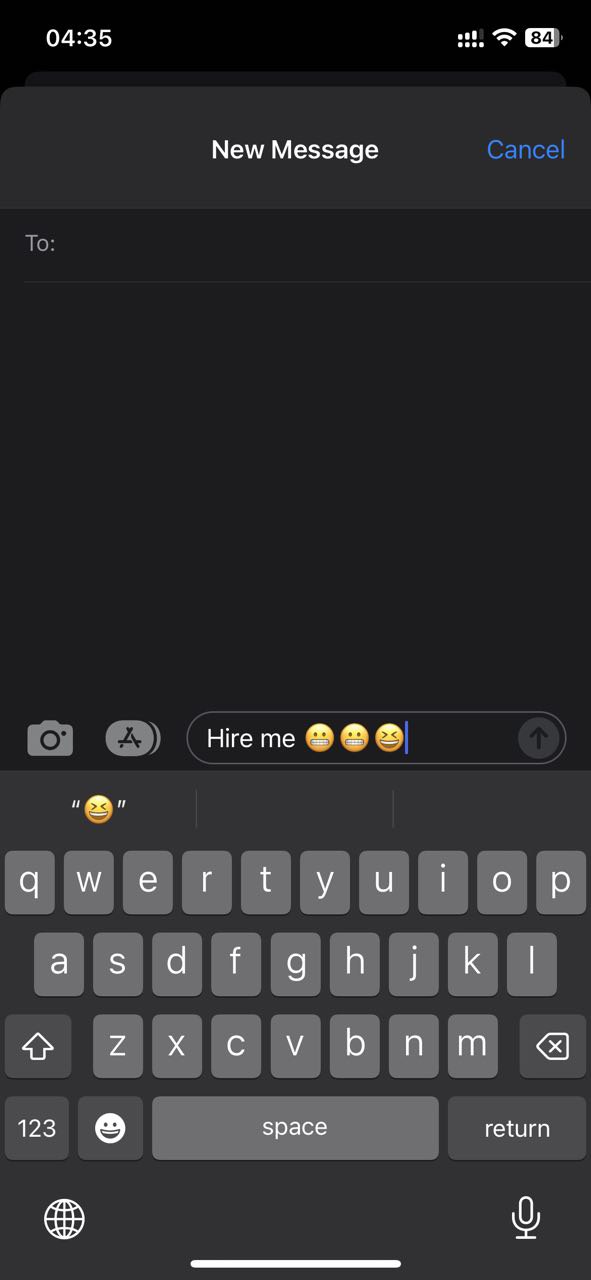 04:35 84
New Message Cancel
To:
Hire me 😬😬😆
“😆”
q w e r t y u i o p
a s d f g h j k l
z x c v b n m
123 space return